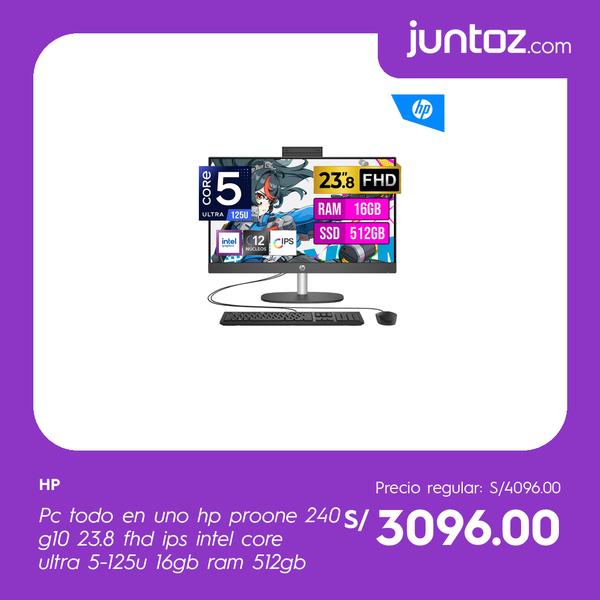 juntoz.com
hp
CORE
5
ULTRA 125U
23.8" FHD
RAM 16GB
SSD 512GB
intel
graphics
12
NÚCLEOS
IPS
HP
Pc todo en uno hp proone 240
g10 23.8 fhd ips intel core
ultra 5-125u 16gb ram 512gb
Precio regular: S/4096.00
S/ 3096.00